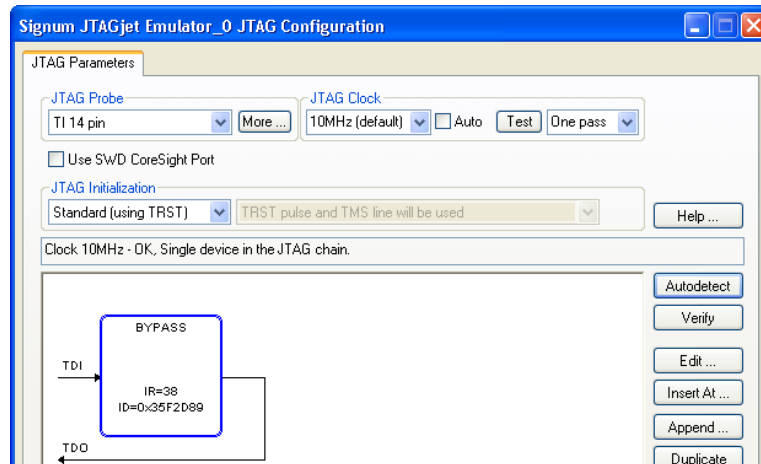 Signum JTAGjet Emulator_0 JTAG Configuration
JTAG Parameters
JTAG Probe
JTAG Clock
TI 14 pin
More ...
10MHz (default)
Auto
Test
One pass
Use SWD CoreSight Port
JTAG Initialization
Standard (using TRST)
TRST pulse and TMS line will be used
Help ...
Clock 10MHz - OK, Single device in the JTAG chain.
Autodetect
BYPASS
Verify
TDI
Edit ...
IR=38
Insert At ...
ID=0x35F2D89
Append ...
TDO
Duplicate